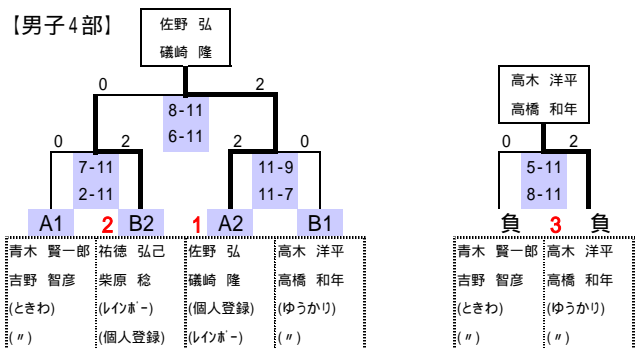 【男子4部】
佐野 弘
礒崎 隆
高木 洋平
高橋 和年
0 2
8-11
6-11
0 2 2 0 0 2
7-11 11-9 5-11
2-11 11-7 8-11
A1 2 B2 1 A2 B1 負 3 負
青木 賢一郎 祐徳 弘己 佐野 弘 高木 洋平 青木 賢一郎 高木 洋平
吉野 智彦 柴原 稔 礒崎 隆 高橋 和年 吉野 智彦 高橋 和年
(ときわ) (ﾚｲﾝﾎﾞｰ) (個人登録) (ゆうかり) (ときわ) (ゆうかり)
(〃) (個人登録) (ﾚｲﾝﾎﾞｰ) (〃) (〃) (〃)